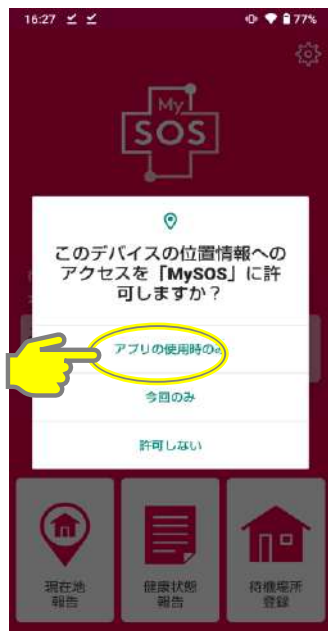 16:27
77%
My
SOS
このデバイスの位置情報への
アクセスを「MySOS」に許
可しますか？
アプリの使用時の
今回のみ
許可しない
現在地
報告
健康状態
報告
待機場所
登録